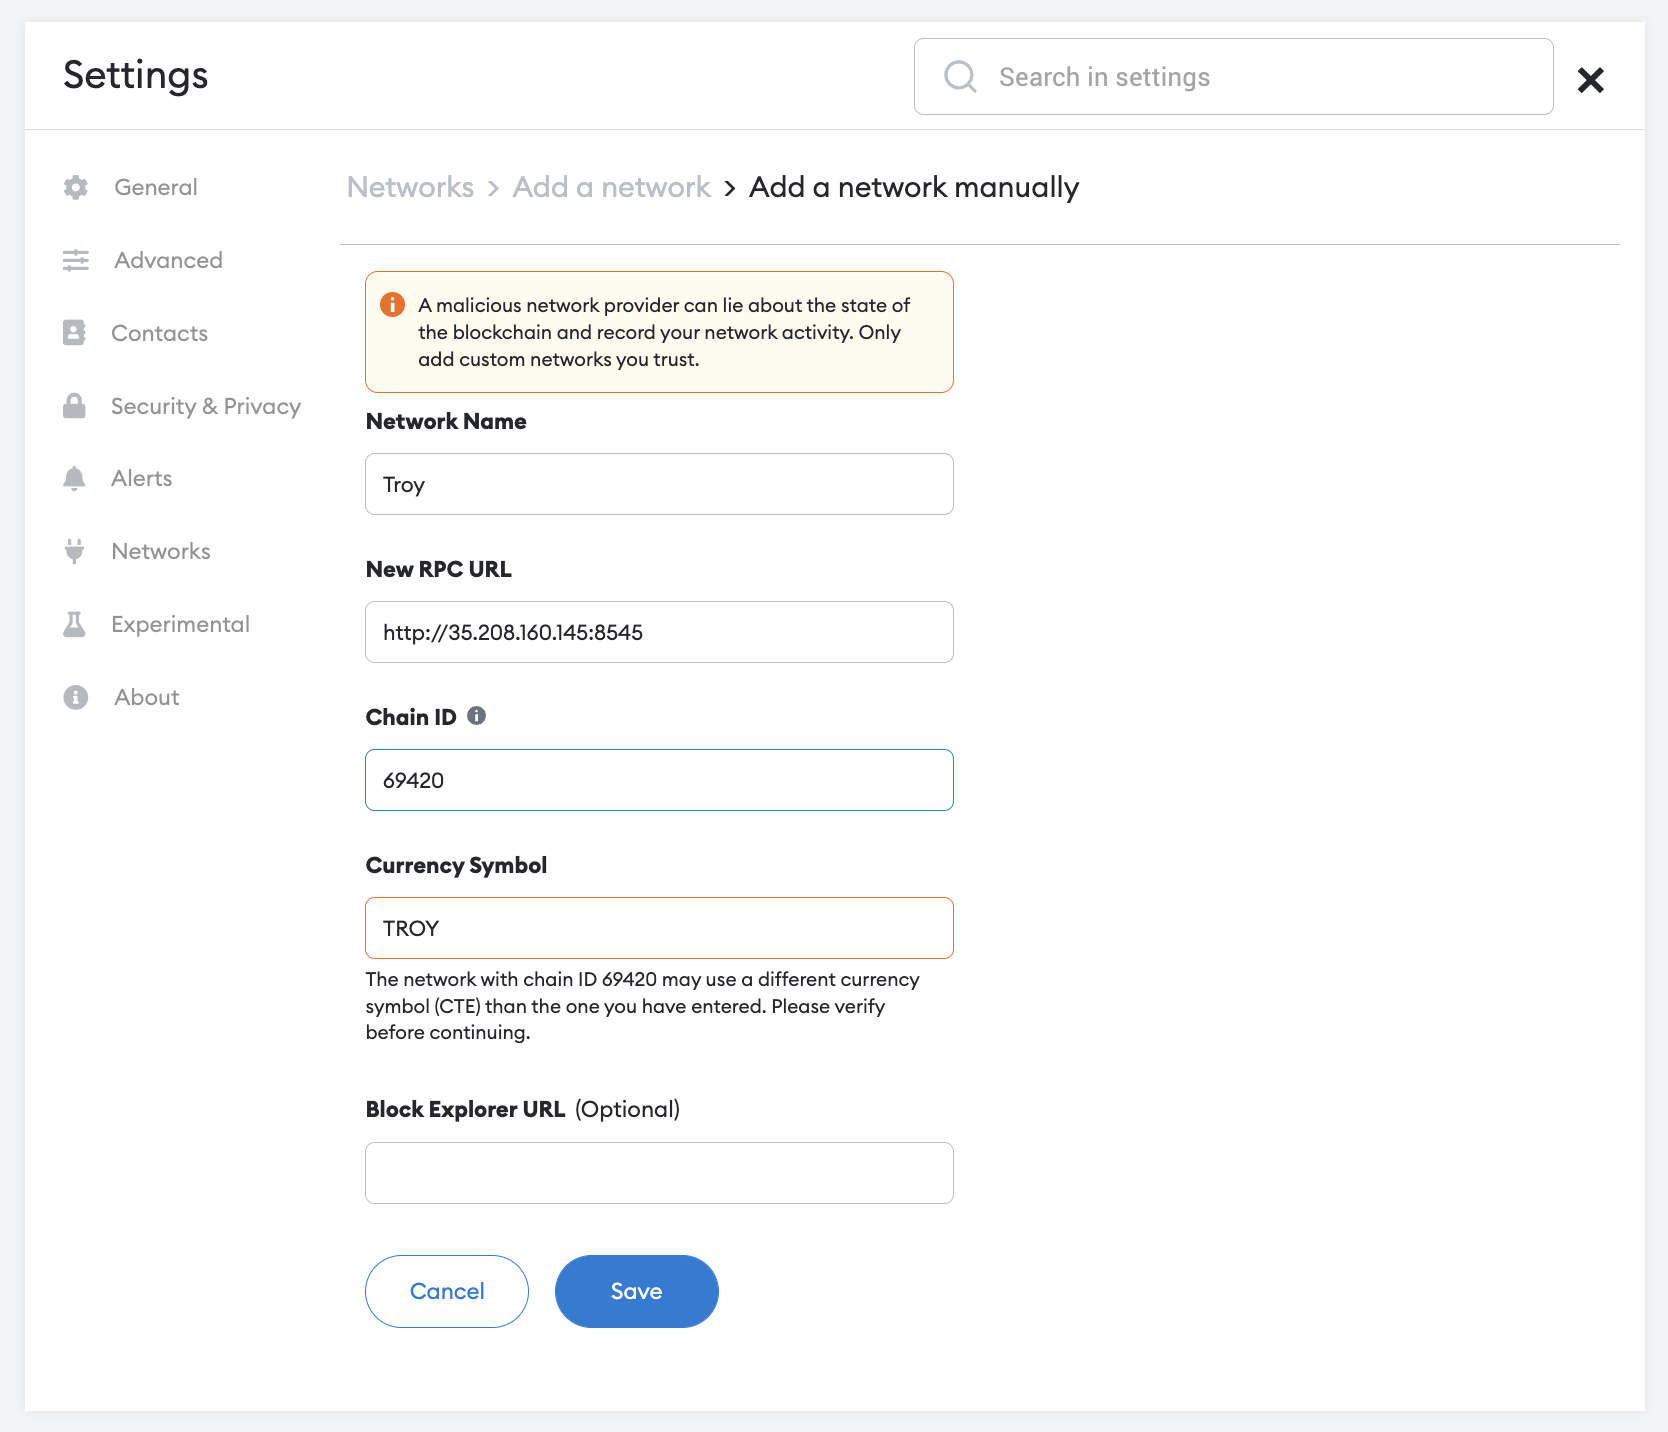 Settings
Search in settings
General
Advanced
Contacts
Security & Privacy
Alerts
Networks
Experimental
About
Networks > Add a network > Add a network manually
A malicious network provider can lie about the state of
the blockchain and record your network activity. Only
add custom networks you trust.
Network Name
Troy
New RPC URL
http://35.208.160.145:8545
Chain ID
69420
Currency Symbol
TROY
The network with chain ID 69420 may use a different currency
symbol (CTE) than the one you have entered. Please verify
before continuing.
Block Explorer URL (Optional)
Cancel
Save